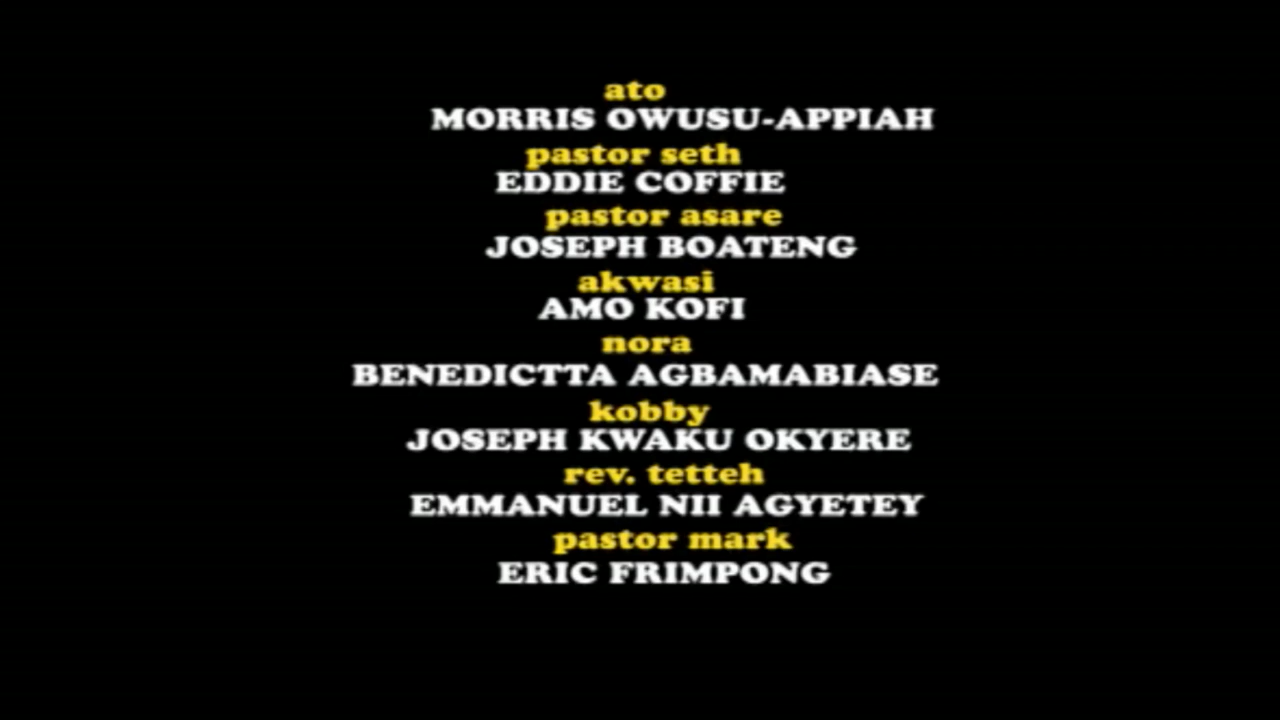 ato
MORRIS OWUSU-APPIAH
pastor seth
EDDIE COFFIE
pastor asare
JOSEPH BOATENG
akwasi
AMO KOFI
nora
BENEDICTTA AGBAMABIASE
kobby
JOSEPH KWAKU OKYERE
rev. tetteh
EMMANUEL NII AGYETEY
pastor mark
ERIC FRIMPONG